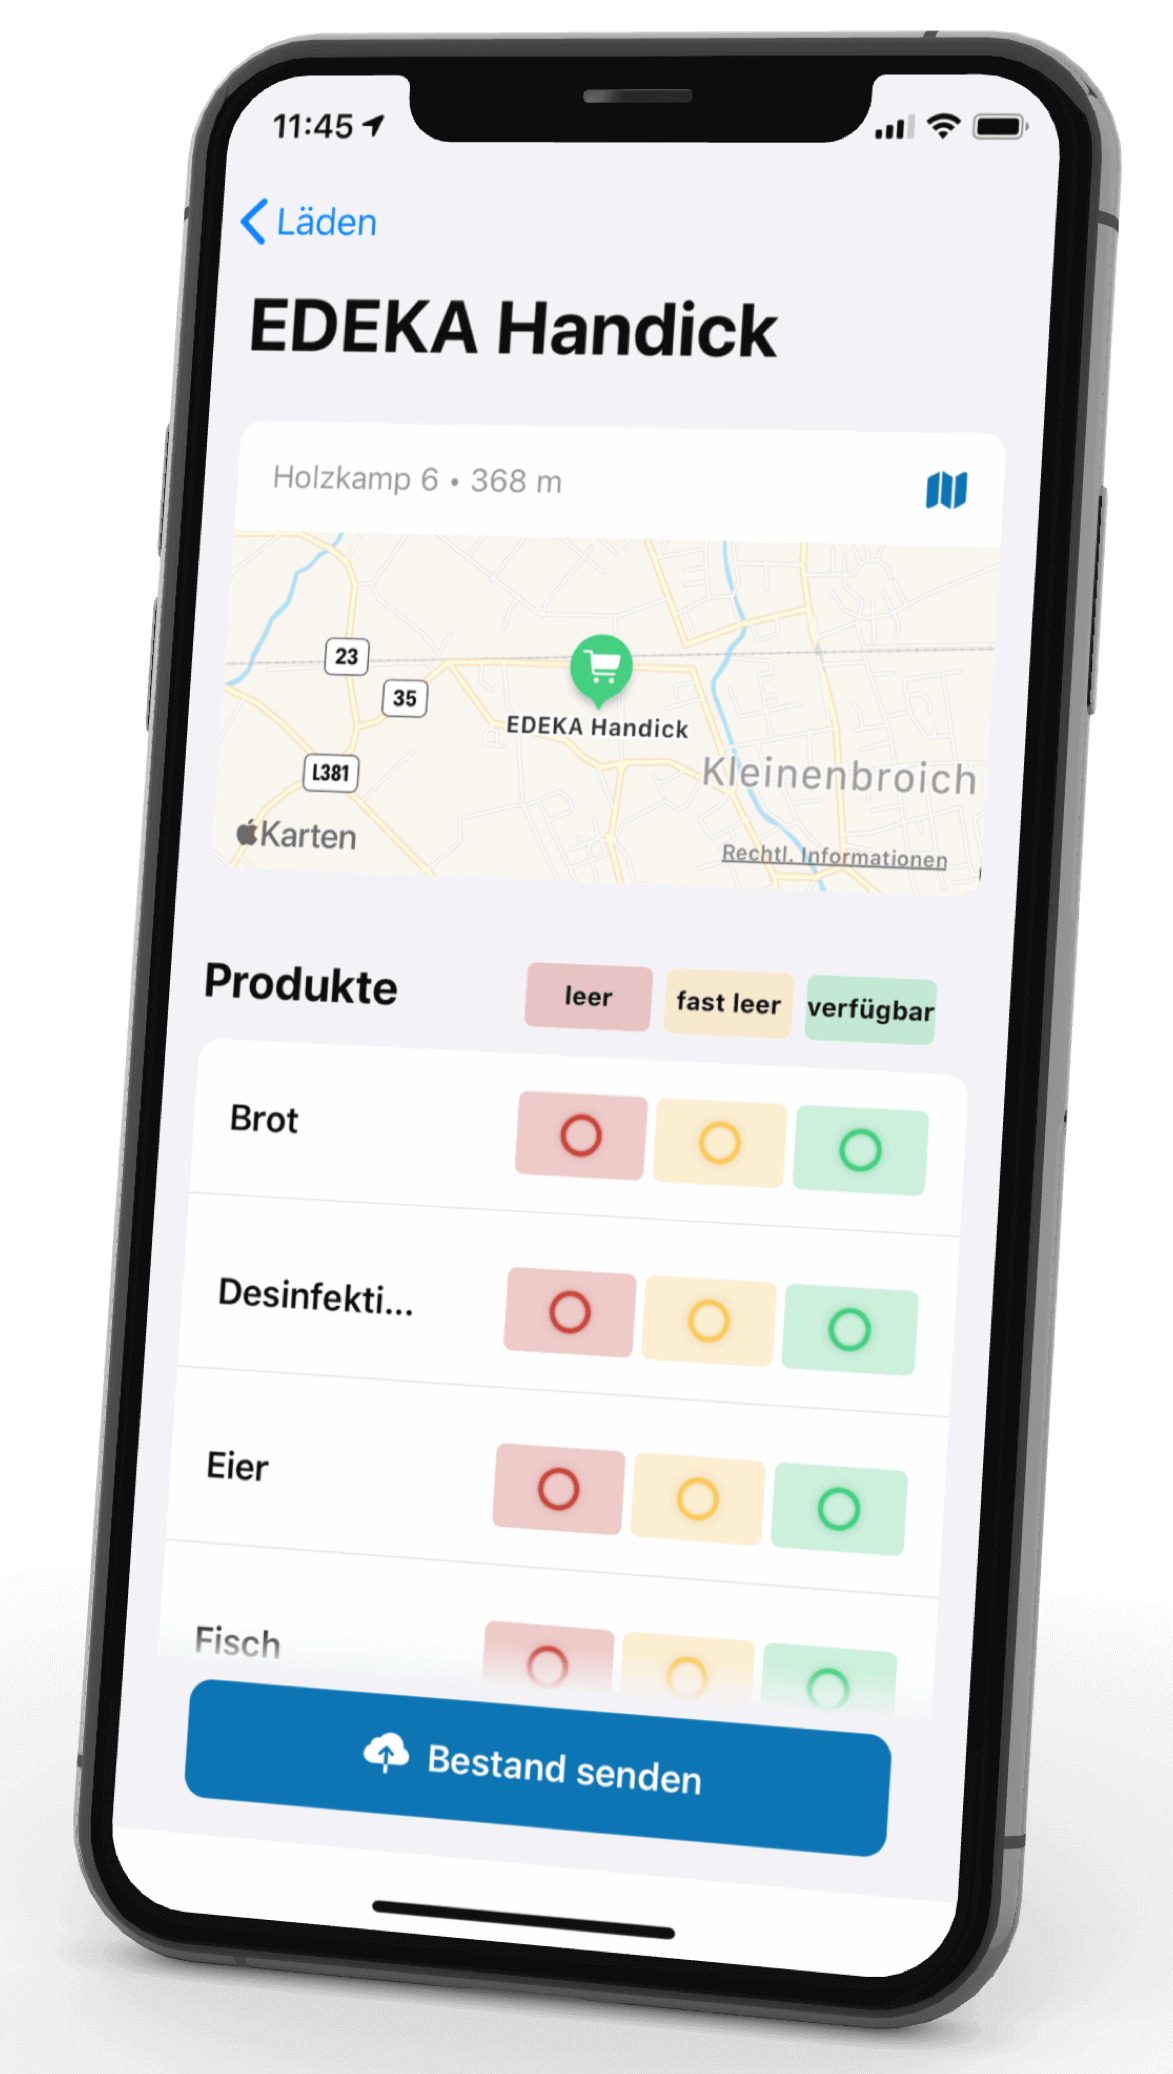 11:45
Läden
EDEKA Handick
Holzkamp 6 • 368 m
23
35
EDEKA Handick
L381
Kleinenbroich
Karten
Rechtl. Informationen
Produkte
leer
fast leer
verfügbar
Brot
Desinfekti...
Eier
Fisch
Bestand senden